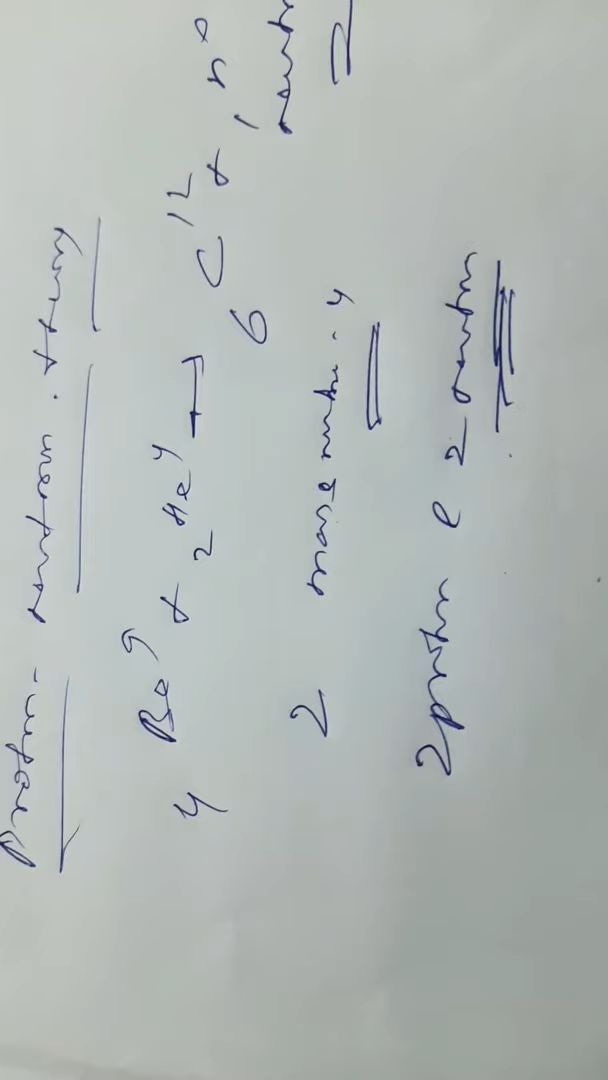 Proton - neutron . theory
4 Be 9 + 2 He 4 → 6 C 12 + 1 n 0
2 mass number . 4
2 proton e 2 neutron